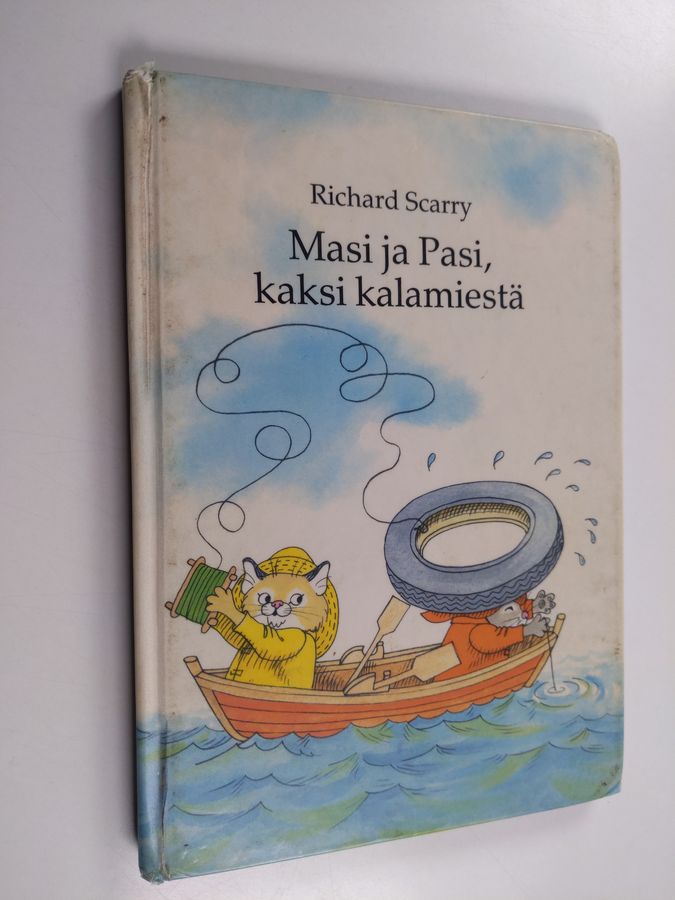 Richard Scarry
Masi ja Pasi,
kaksi kalamiestä